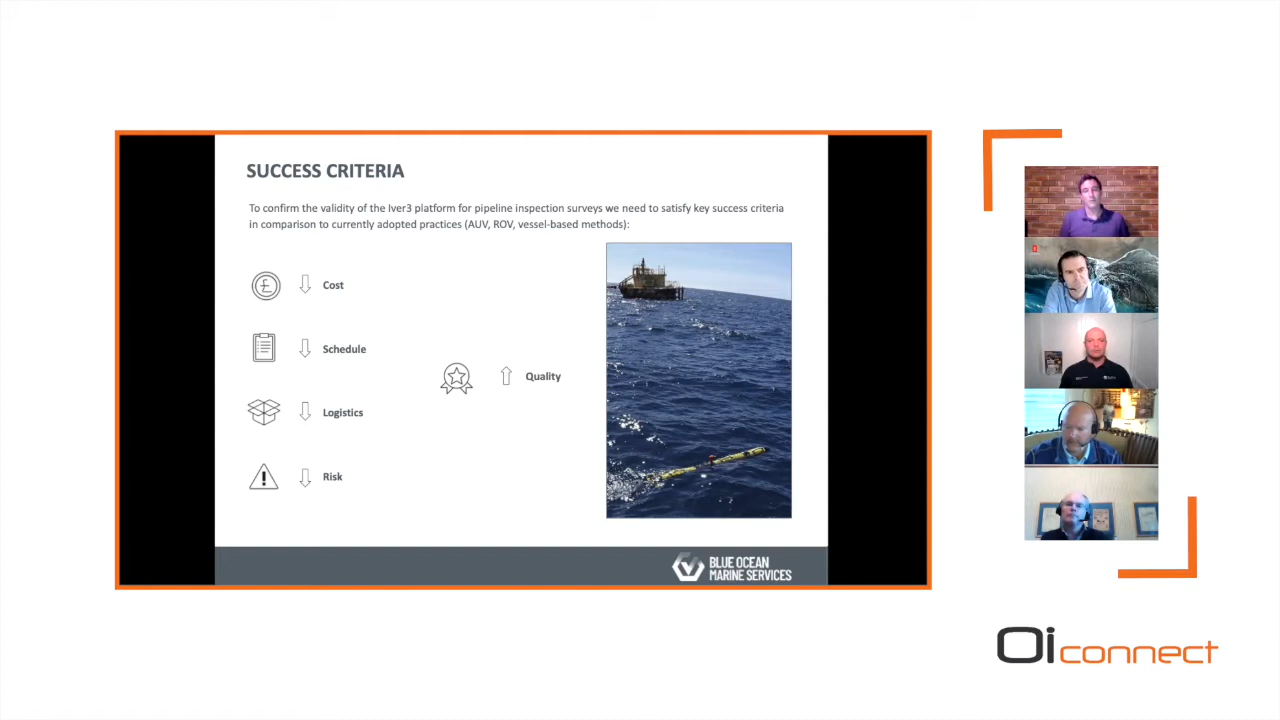 SUCCESS CRITERIA
To confirm the validity of the Iver3 platform for pipeline inspection surveys we need to satisfy key success criteria
in comparison to currently adopted practices (AUV, ROV, vessel-based methods):
£
Cost
Schedule
Quality
Logistics
!
Risk
BLUE OCEAN
MARINE SERVICES
Oi connect